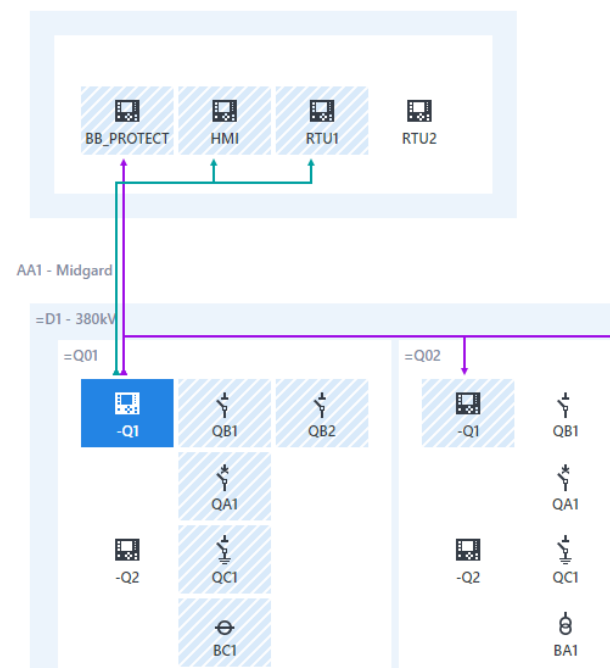 BB_PROTECT HMI RTU1 RTU2
AA1 - Midgard
=D1 - 380kV
=Q01 =Q02
-Q1 QB1 QB2 -Q1 QB1
QA1 QA1
-Q2 QC1 -Q2 QC1
BC1 BA1